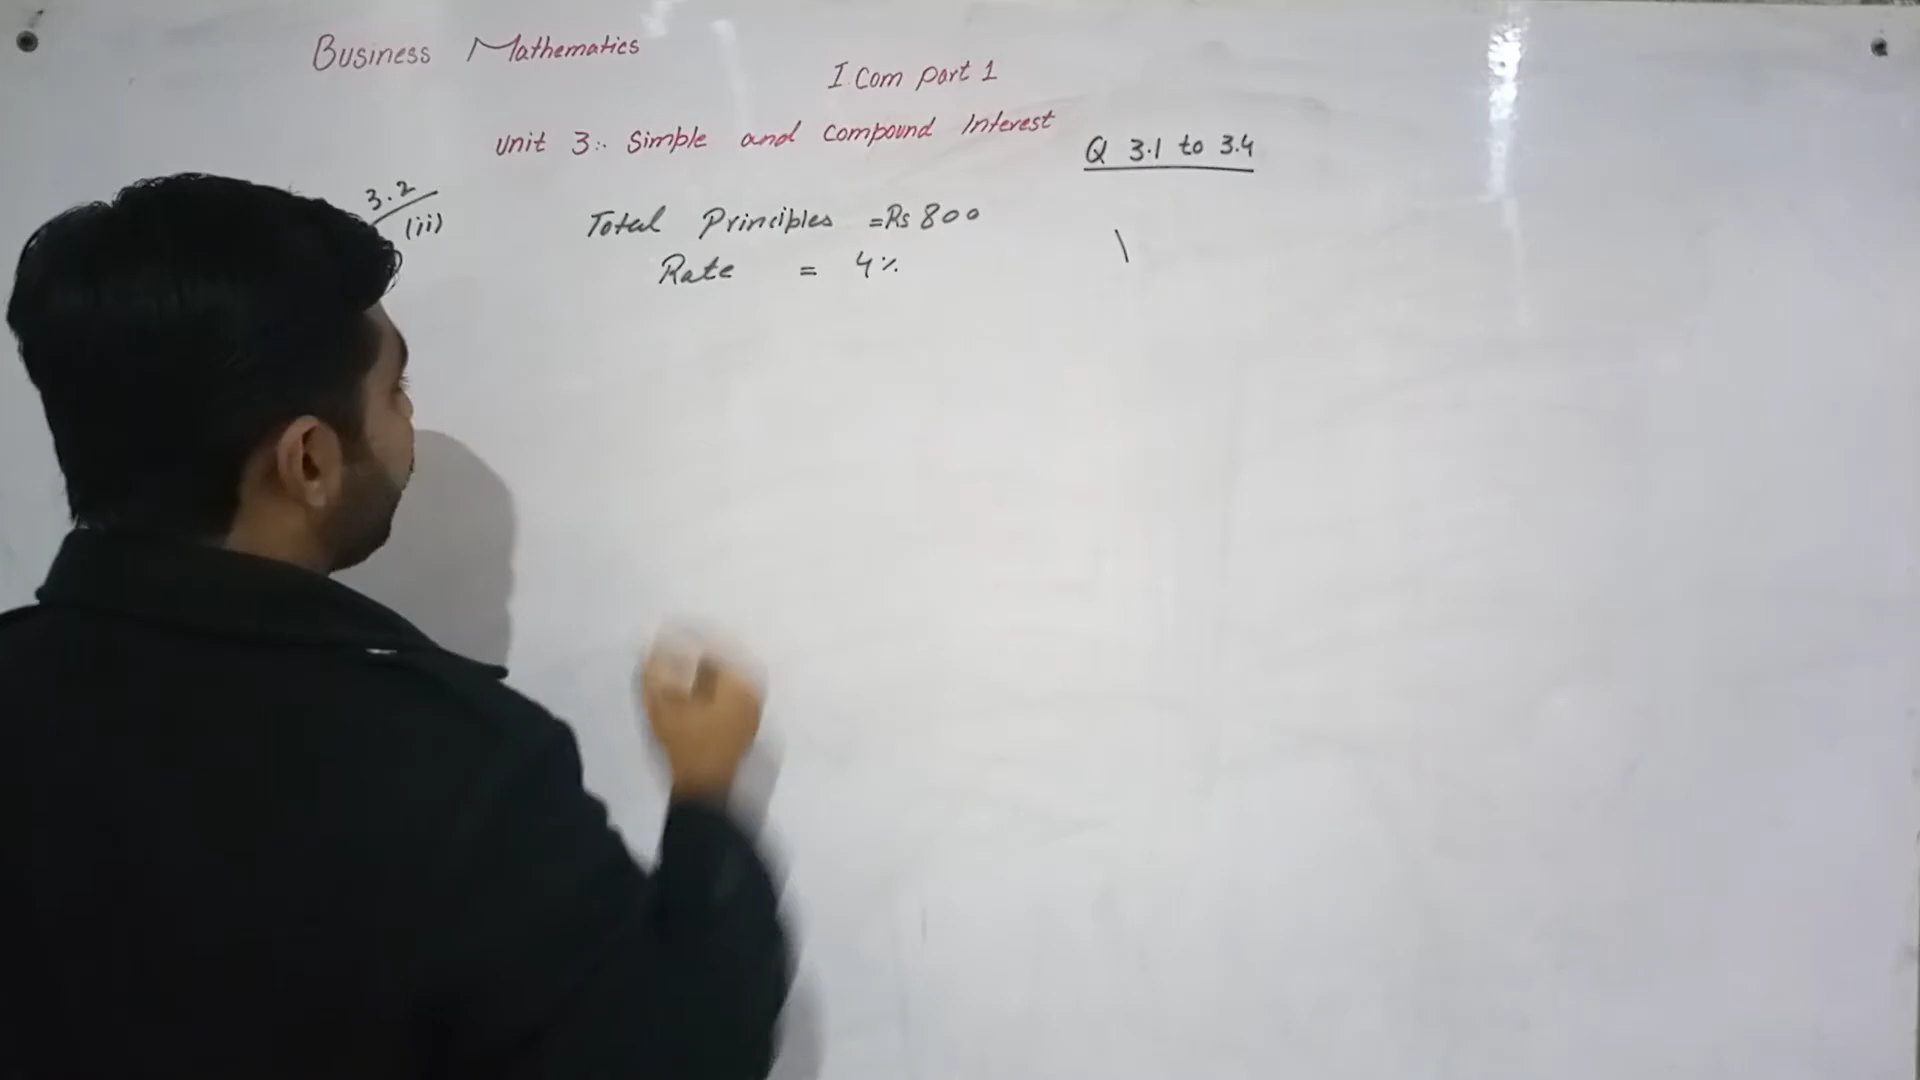 Business Mathematics
I.Com part 1
Unit 3:- Simple and Compound Interest
Q 3.1 to 3.4
3.2
(ii)
Total Principles =Rs 800
Rate = 4%
\